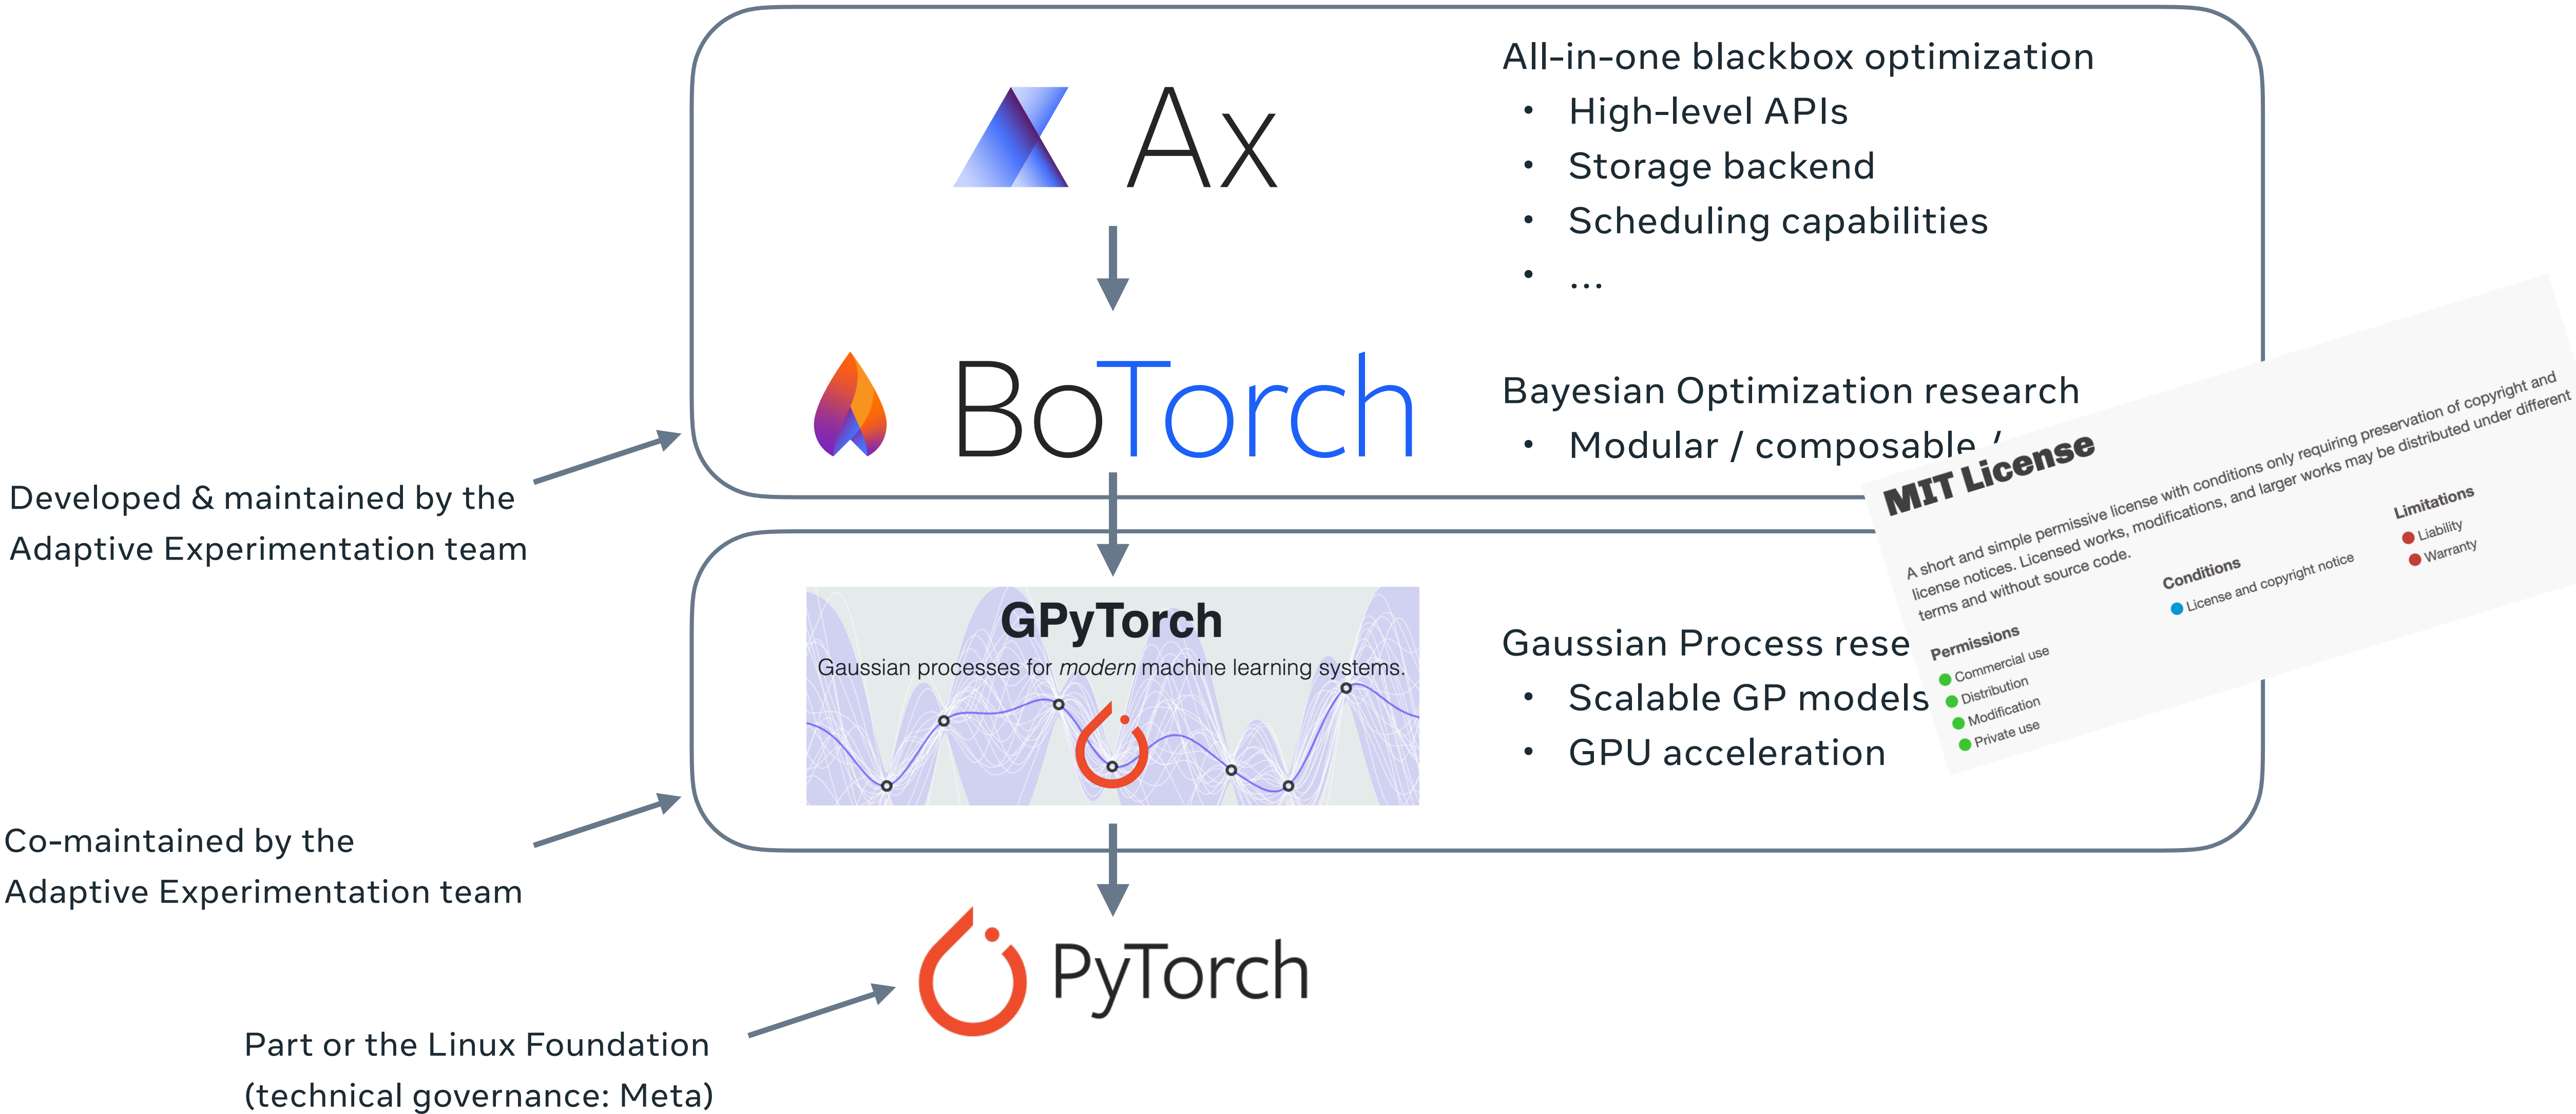 Ax
All-in-one blackbox optimization
• High-level APIs
• Storage backend
• Scheduling capabilities
• ...
BoTorch
Bayesian Optimization research
• Modular / composable /
Developed & maintained by the
Adaptive Experimentation team
MIT License
A short and simple permissive license with conditions only requiring preservation of copyright and
license notices. Licensed works, modifications, and larger works may be distributed under different
terms and without source code.
Permissions
Commercial use
Distribution
Modification
Private use
Conditions
License and copyright notice
Limitations
Liability
Warranty
GPyTorch
Gaussian processes for modern machine learning systems.
Gaussian Process rese
• Scalable GP models
• GPU acceleration
Co-maintained by the
Adaptive Experimentation team
PyTorch
Part or the Linux Foundation
(technical governance: Meta)